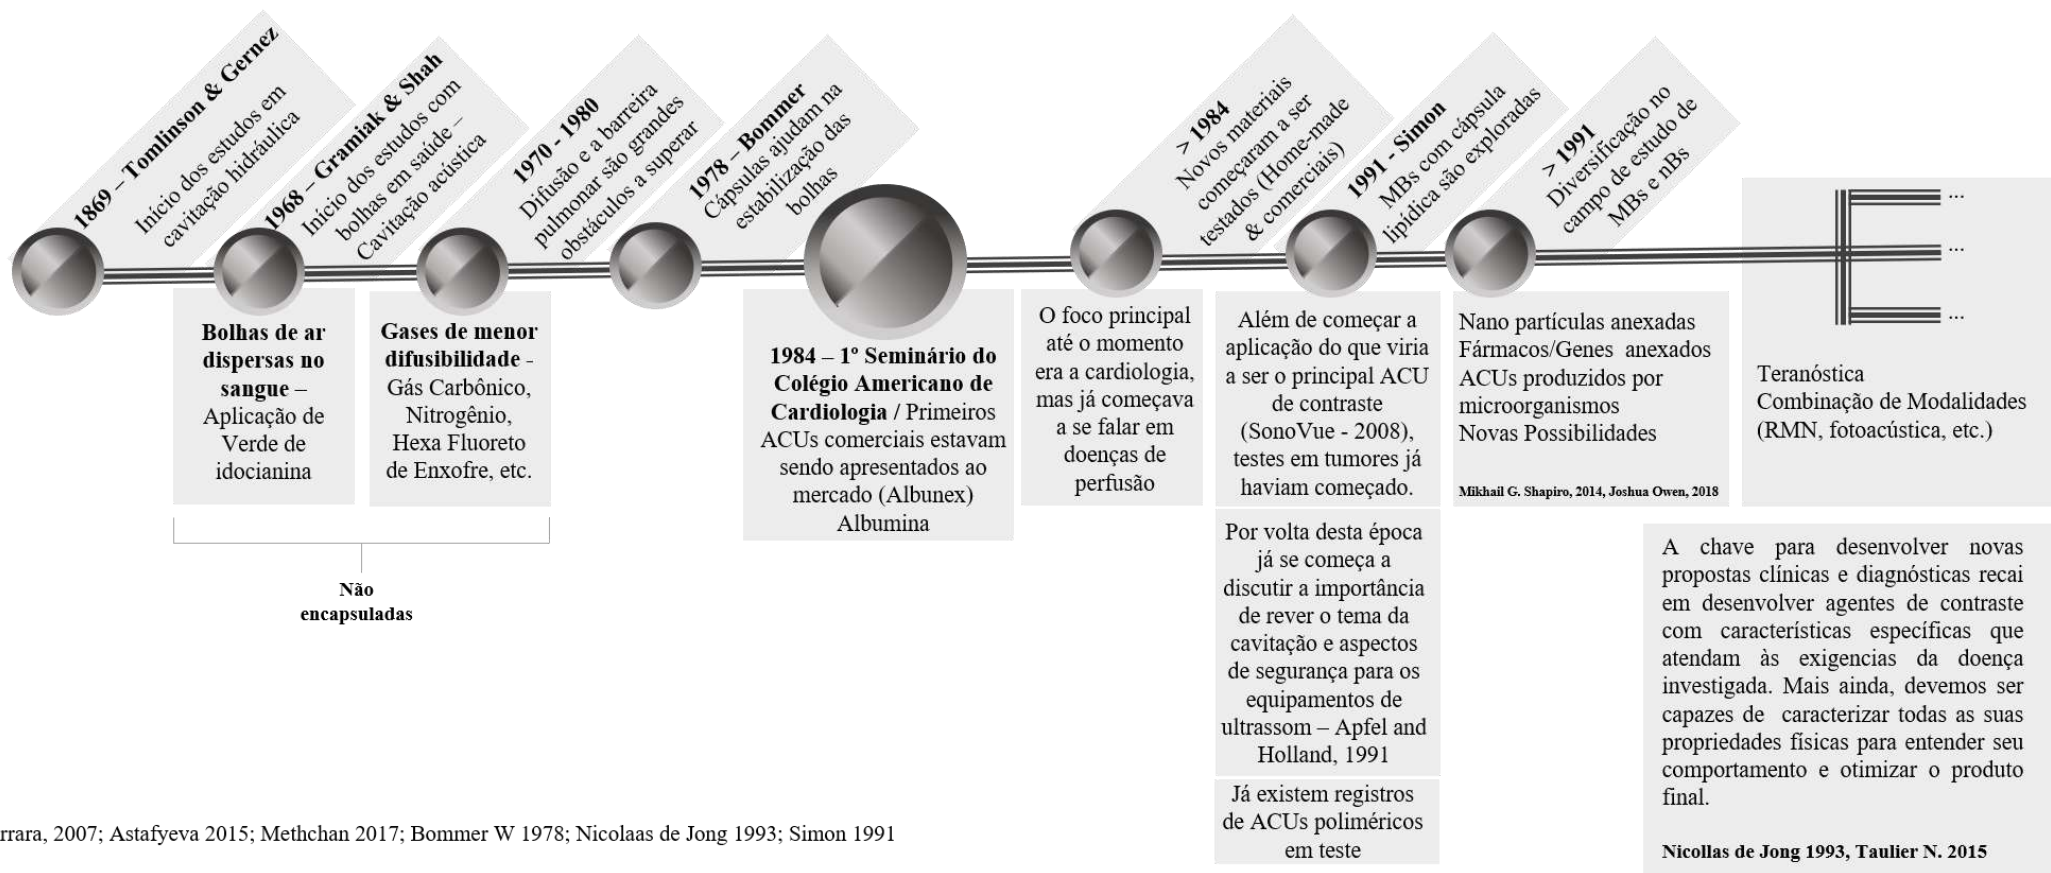 1869 – Tomlinson & Gernez
Início dos estudos em
cavitação hidráulica
1968 – Gramiak & Shah
Início dos estudos com
bolhas em saúde –
Cavitação acústica
1970 - 1980
Difusão e a barreira
pulmonar são grandes
obstáculos a superar
1978 – Bommer
Cápsulas ajudam na
estabilização das
bolhas
> 1984
Novos materiais
começaram a ser
testados (Home-made
& comerciais)
1991 - Simon
MBs com cápsula
lipídica são exploradas
> 1991
Diversificação no
campo de estudo de
MBs e nBs
...
...
...
Bolhas de ar
dispersas no
sangue –
Aplicação de
Verde de
idocianina
Gases de menor
difusibilidade -
Gás Carbônico,
Nitrogênio,
Hexa Fluoreto
de Enxofre, etc.
Não
encapsuladas
1984 – 1º Seminário do
Colégio Americano de
Cardiologia / Primeiros
ACUs comerciais estavam
sendo apresentados ao
mercado (Albunex)
Albumina
O foco principal
até o momento
era a cardiologia,
mas já começava
a se falar em
doenças de
perfusão
Além de começar a
aplicação do que viria
a ser o principal ACU
de contraste
(SonoVue - 2008),
testes em tumores já
haviam começado.
Por volta desta época
já se começa a
discutir a importância
de rever o tema da
cavitação e aspectos
de segurança para os
equipamentos de
ultrassom – Apfel and
Holland, 1991
Já existem registros
de ACUs poliméricos
em teste
Nano partículas anexadas
Fármacos/Genes anexados
ACUs produzidos por
microorganismos
Novas Possibilidades
Mikhail G. Shapiro, 2014, Joshua Owen, 2018
Teranóstica
Combinação de Modalidades
(RMN, fotoacústica, etc.)
A chave para desenvolver novas
propostas clínicas e diagnósticas recai
em desenvolver agentes de contraste
com características específicas que
atendam às exigencias da doença
investigada. Mais ainda, devemos ser
capazes de caracterizar todas as suas
propriedades físicas para entender seu
comportamento e otimizar o produto
final.
Nicollas de Jong 1993, Taulier N. 2015
rrara, 2007; Astafyeva 2015; Methchan 2017; Bommer W 1978; Nicolaas de Jong 1993; Simon 1991